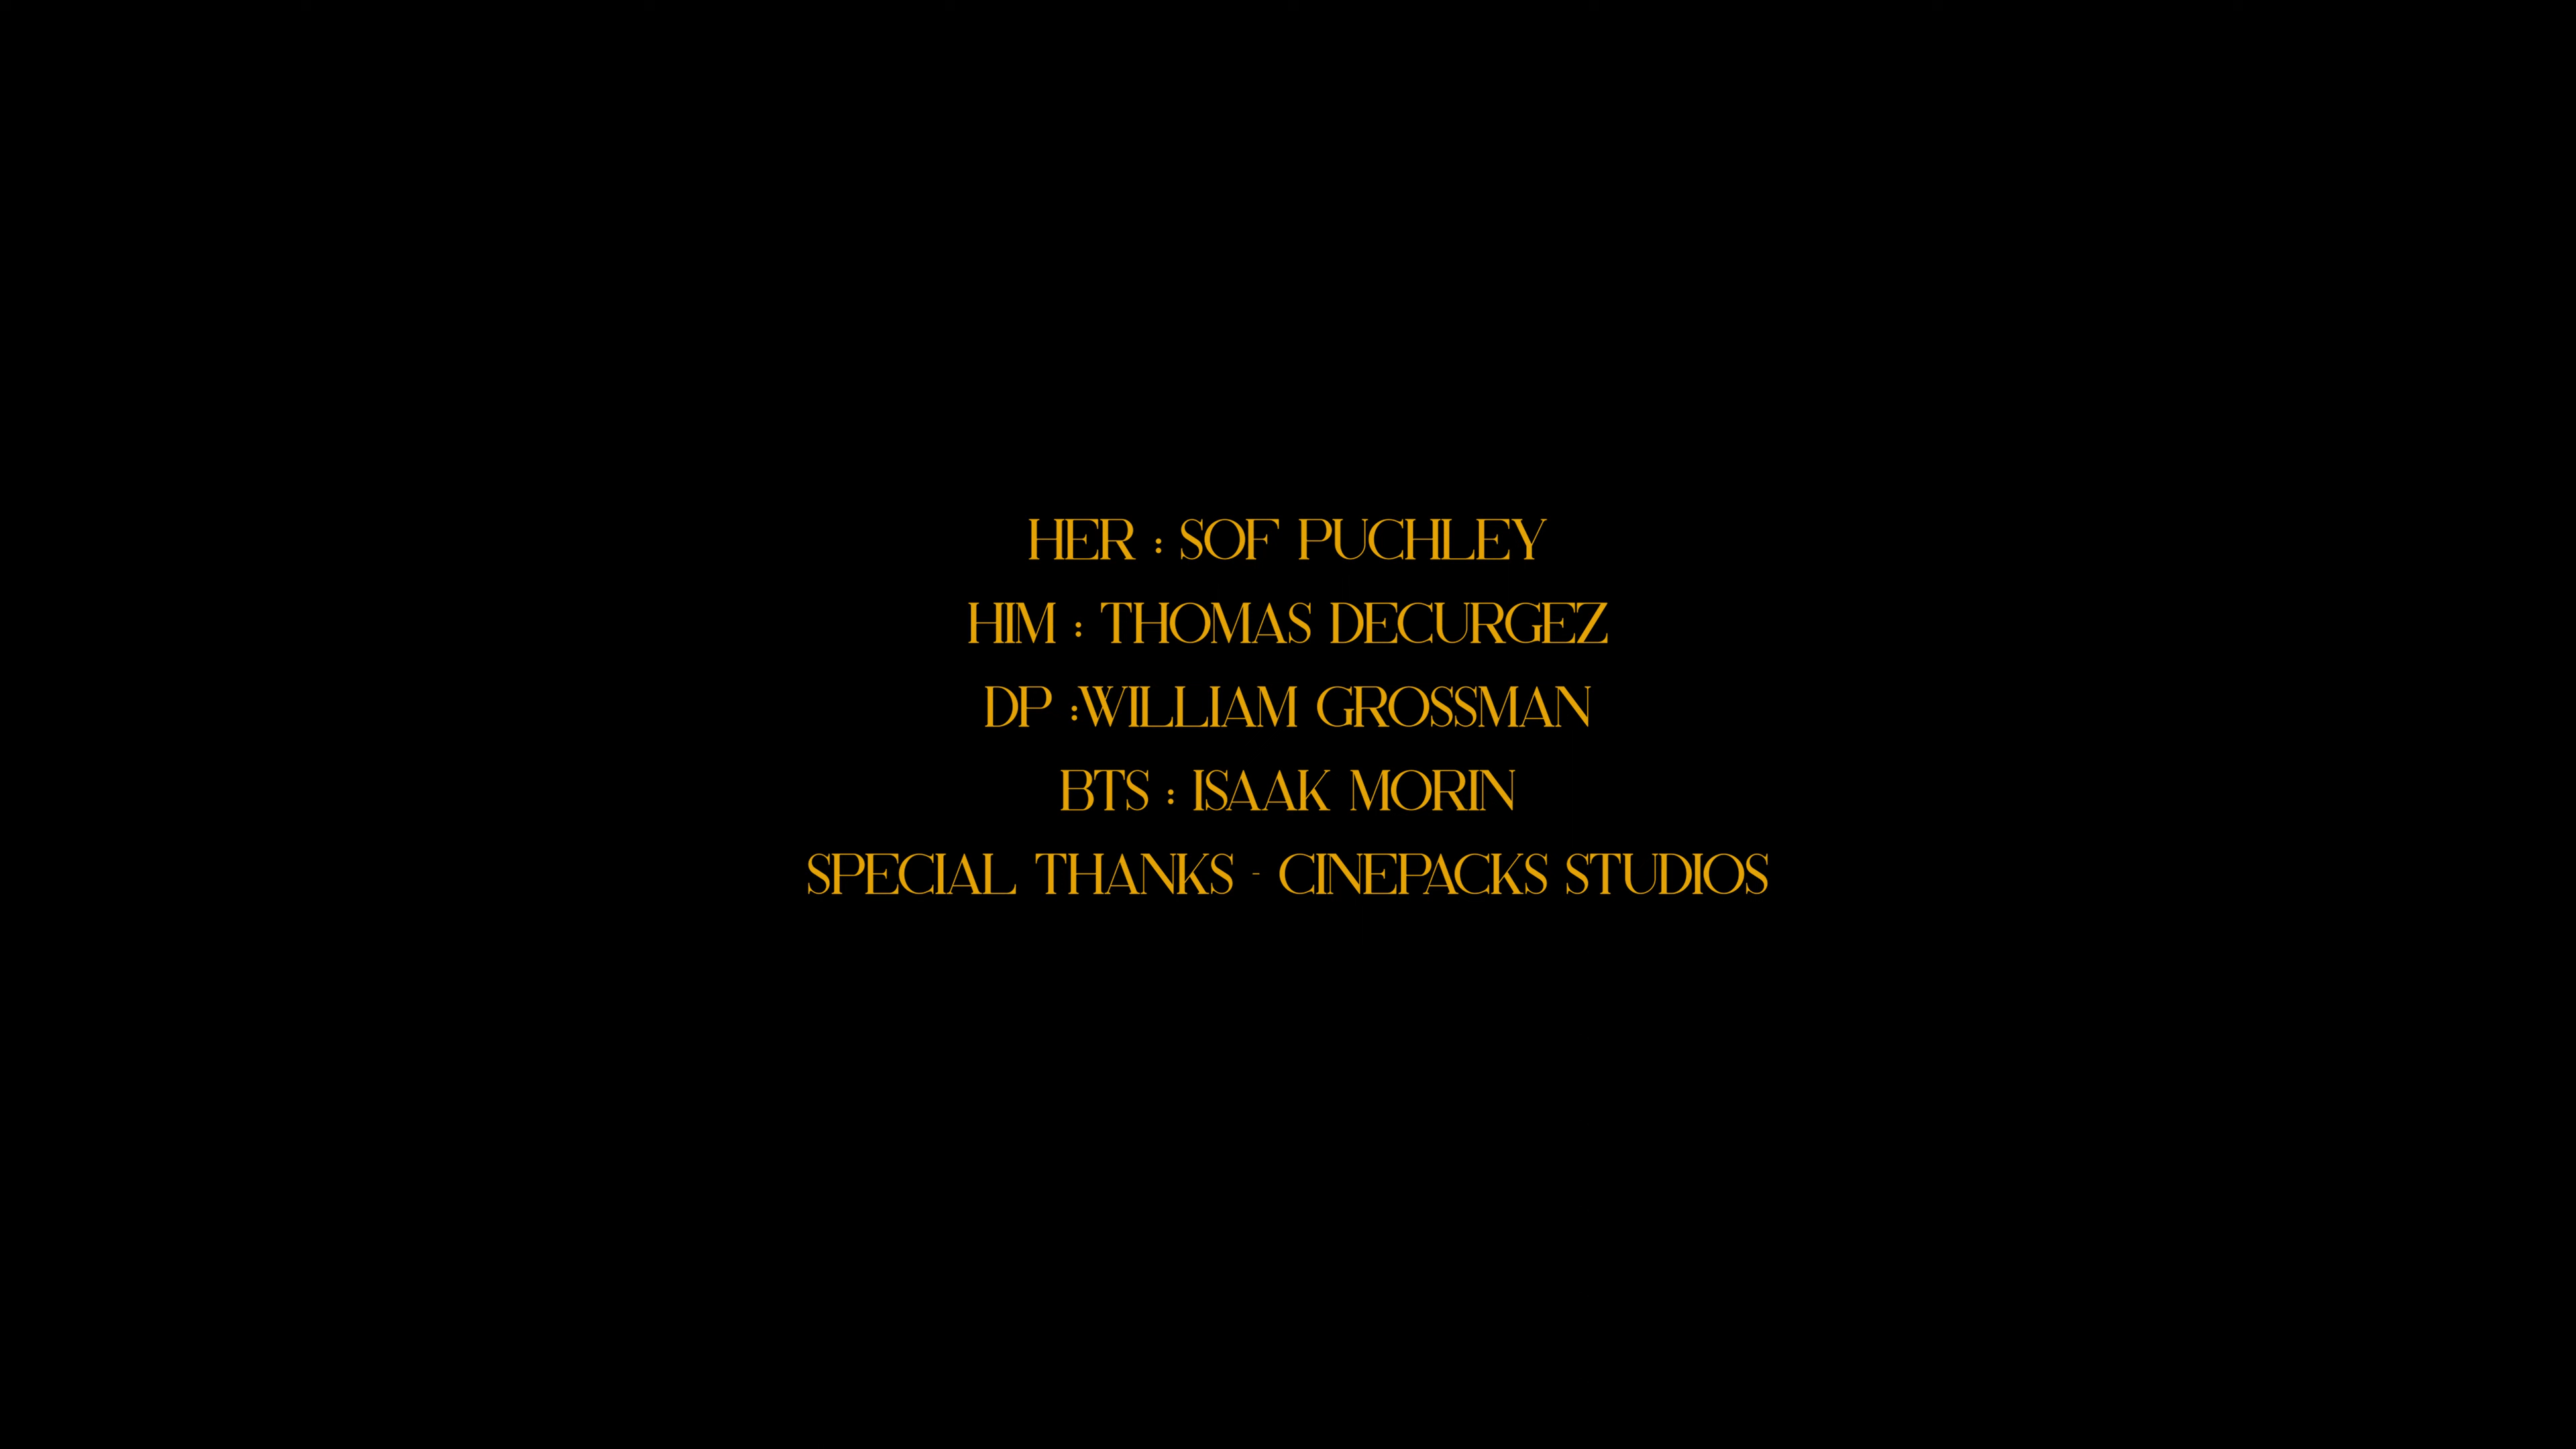 HER : SOF PUCHLEY
HIM : THOMAS DECURGEZ
DP :WILLIAM GROSSMAN
BTS : ISAAK MORIN
SPECIAL THANKS - CINEPACKS STUDIOS